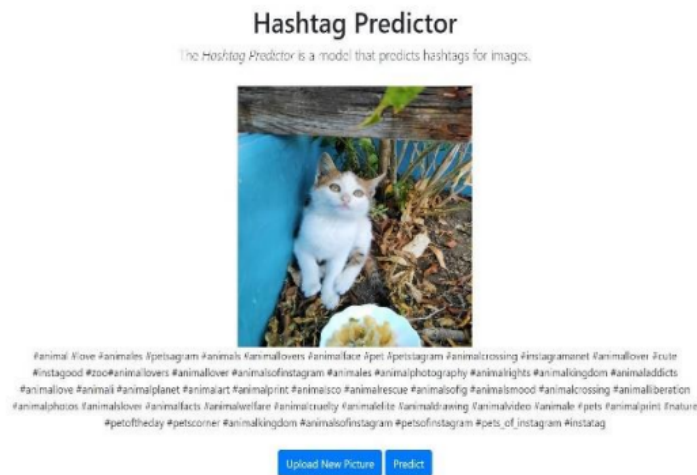 Hashtag Predictor
The Hashtag Predictor is a model that predicts hashtags for images.
#animal #love #animales #petsagram #animals #animallovers #animalface #pet #petstagram #animalcrossing #instagramanet #animallover #cute
#instagood #zoo#animallovers #animallover #animalsofinstagram #animales #animalphotography #animalrights #animalkingdom #animaladdicts
#animallove #animali #animalplanet #animalart #animalprint #animalsco #animalrescue #animalsofig #animalsmood #animalcrossing #animalliberation
#animalphotos #animalslover #animalfacts #animalwelfare #animalcruelty #animalelite #animaldrawing #animalvideo #animale #pets #animalprint #nature
#petoftheday #petscorner #animalkingdom #animalsofinstagram #petsofinstagram #pets_of_instagram #instatag
Upload New Picture Predict